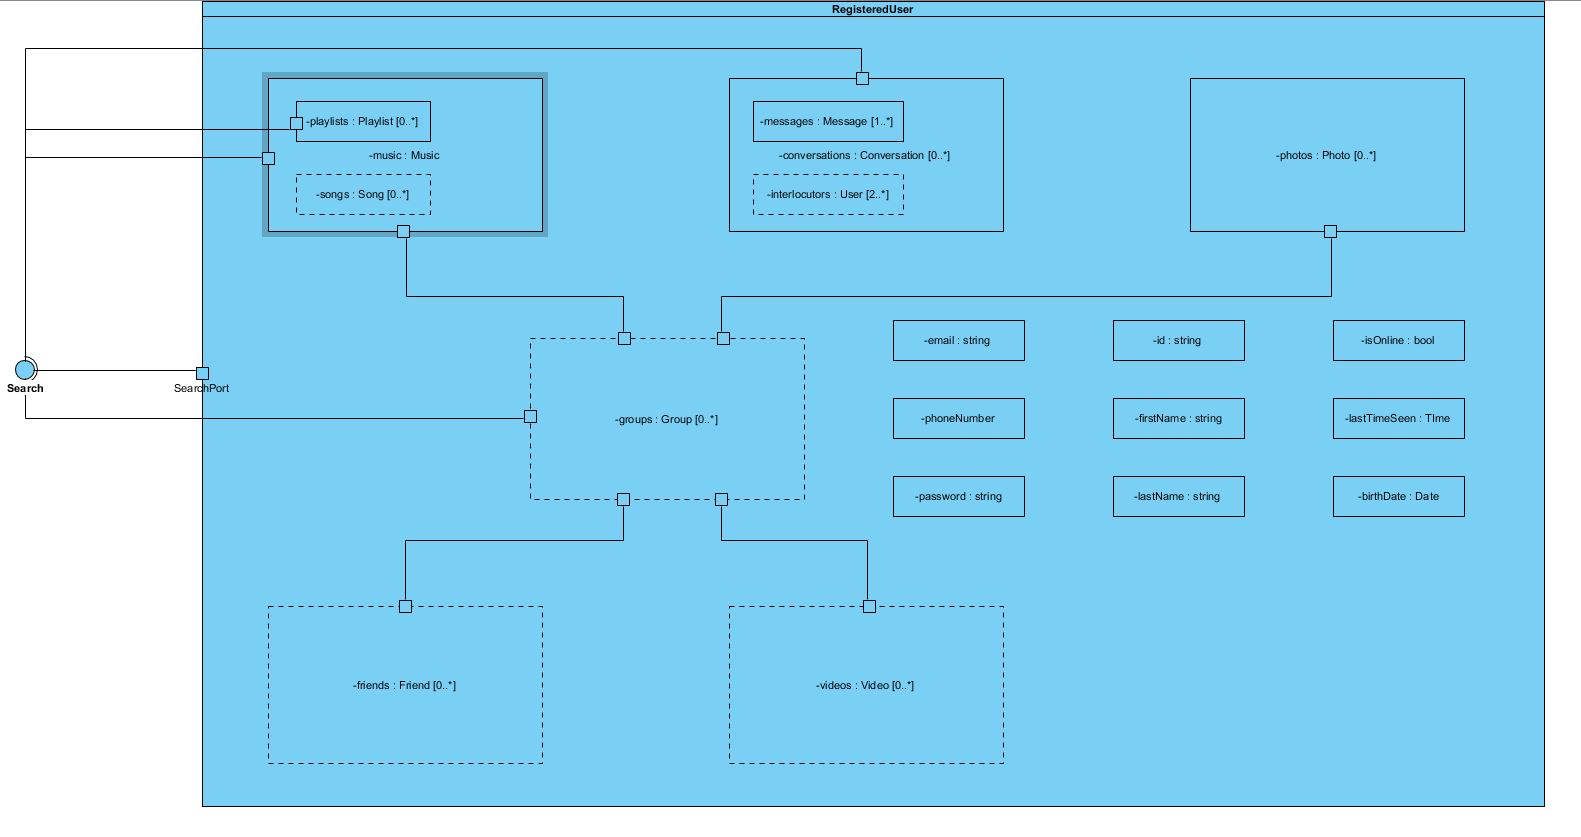 RegisteredUser
-playlists : Playlist [0..*]
-music : Music
-songs : Song [0..*]
-messages : Message [1..*]
-conversations : Conversation [0..*]
-interlocutors : User [2..*]
-photos : Photo [0..*]
Search
SearchPort
-groups : Group [0..*]
-email : string
-id : string
-isOnline : bool
-phoneNumber
-firstName : string
-lastTimeSeen : TIme
-password : string
-lastName : string
-birthDate : Date
-friends : Friend [0..*]
-videos : Video [0..*]